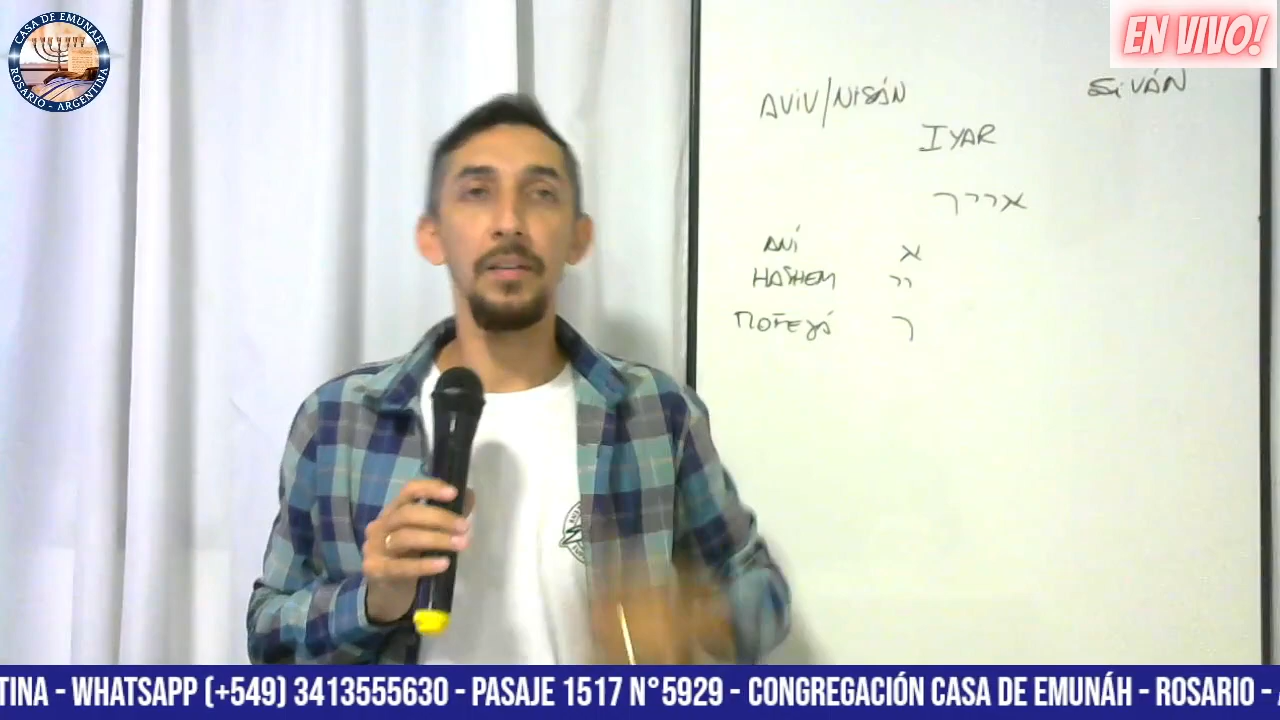 CASA DE EMUNAH
ROSARIO - ARGENTINA
EN VIVO!
AVIV/NISÁN
SiVÁN
IYAR
אייר
ANÍ א
HASHEM יי
ROFEJÁ ר
TINA - WHATSAPP (+549) 3413555630 - PASAJE 1517 N°5929 - CONGREGACIÓN CASA DE EMUNÁH - ROSARIO -